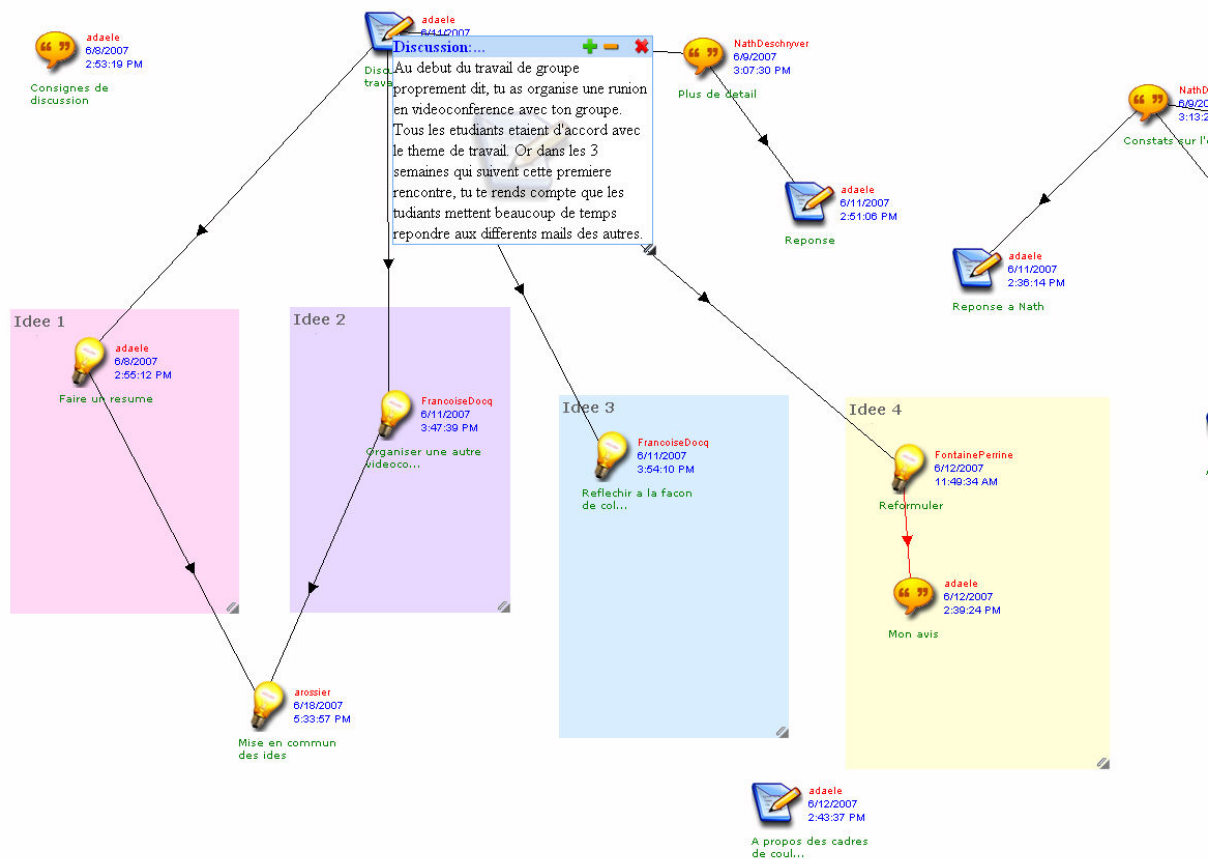 adaele
6/8/2007
2:53:19 PM
Consignes de
discussion
adaele
6/11
Disc
trava
Discussion:...
Au debut du travail de groupe
proprement dit, tu as organise une runion
en videoconference avec ton groupe.
Tous les etudiants etaient d'accord avec
le theme de travail. Or dans les 3
semaines qui suivent cette premiere
rencontre, tu te rends compte que les
tudiants mettent beaucoup de temps
repondre aux differents mails des autres.
NathDeschryver
6/9/2007
3:07:30 PM
Plus de detail
adaele
6/11/2007
2:51:06 PM
Reponse
NathD
6/9/20
3:13:2
Constats sur l'e
adaele
6/11/2007
2:36:14 PM
Reponse a Nath
Idee 1
adaele
6/8/2007
2:55:12 PM
Faire un resume
Idee 2
FrancoiseDocq
6/11/2007
3:47:39 PM
Organiser une autre
videoco...
Idee 3
FrancoiseDocq
6/11/2007
3:54:10 PM
Reflechir a la facon
de col...
Idee 4
FontainePerrine
6/12/2007
11:49:34 AM
Reformuler
adaele
6/12/2007
2:39:24 PM
Mon avis
arossier
6/18/2007
5:33:57 PM
Mise en commun
des ides
adaele
6/12/2007
2:43:37 PM
A propos des cadres
de coul...